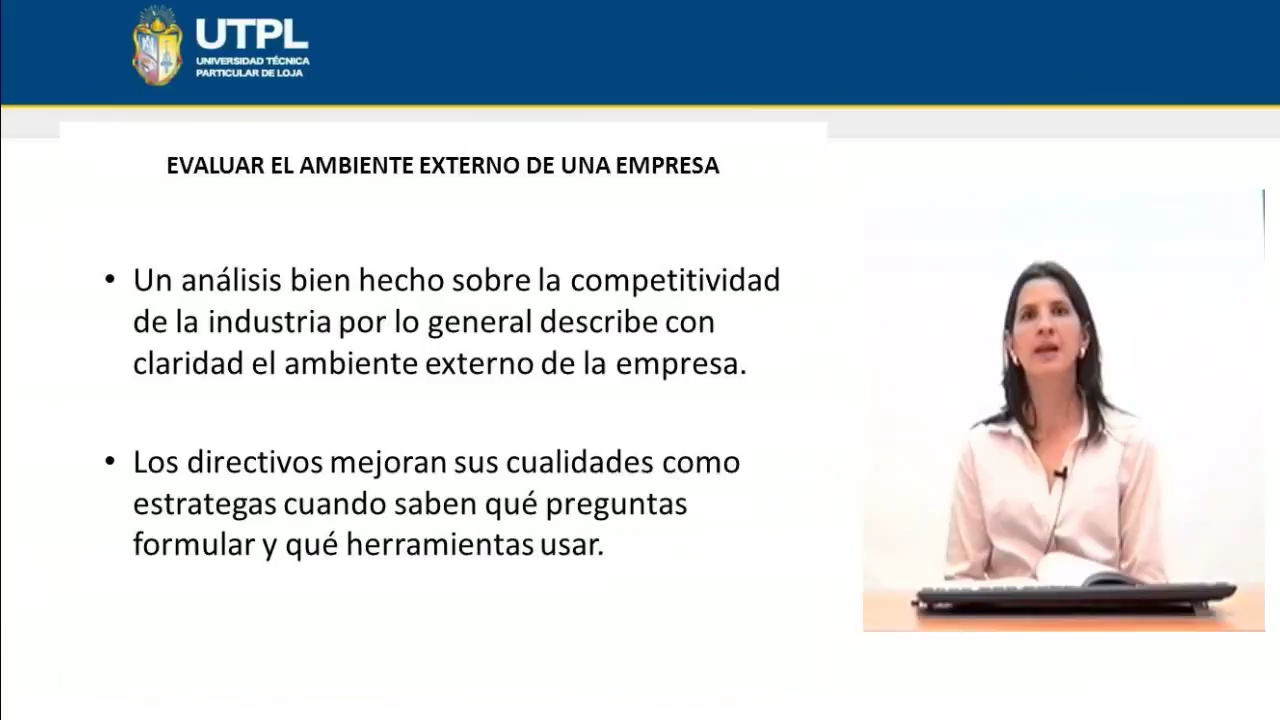 UTPL
UNIVERSIDAD TÉCNICA
PARTICULAR DE LOJA
EVALUAR EL AMBIENTE EXTERNO DE UNA EMPRESA
• Un análisis bien hecho sobre la competitividad
de la industria por lo general describe con
claridad el ambiente externo de la empresa.
• Los directivos mejoran sus cualidades como
estrategas cuando saben qué preguntas
formular y qué herramientas usar.